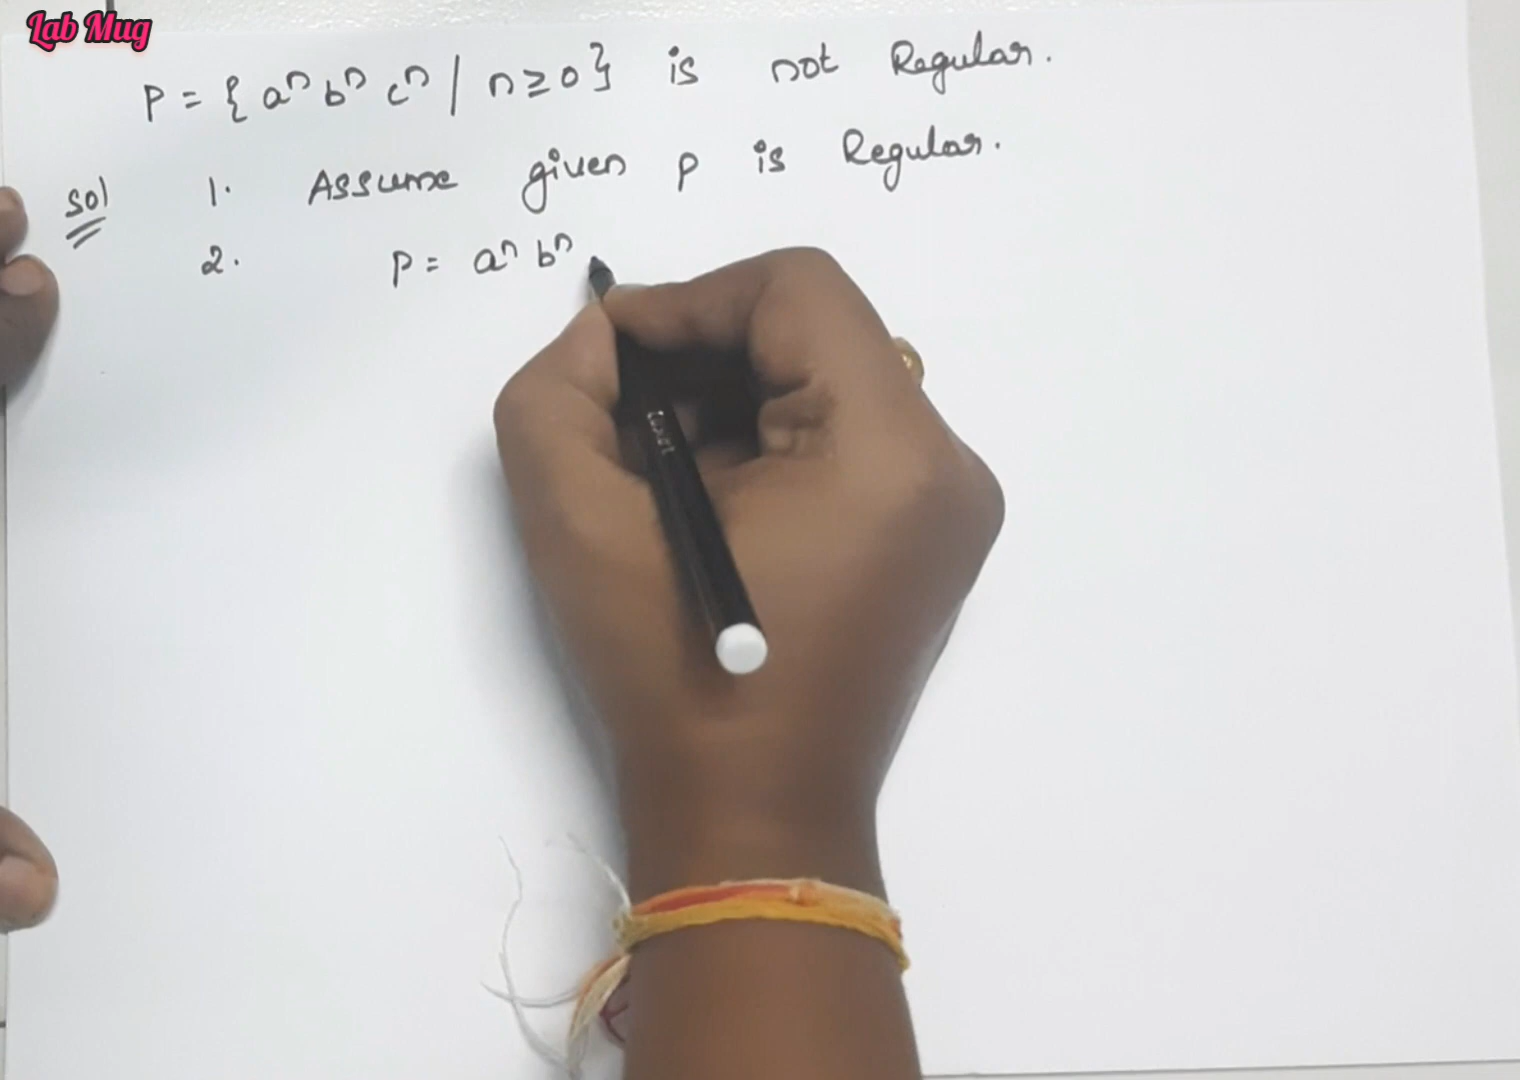 Lab Mug
P = { aⁿ bⁿ cⁿ / n ≥ 0 } is not Regular.
Sol 1. Assume given P is Regular.
2. P = aⁿ bⁿ